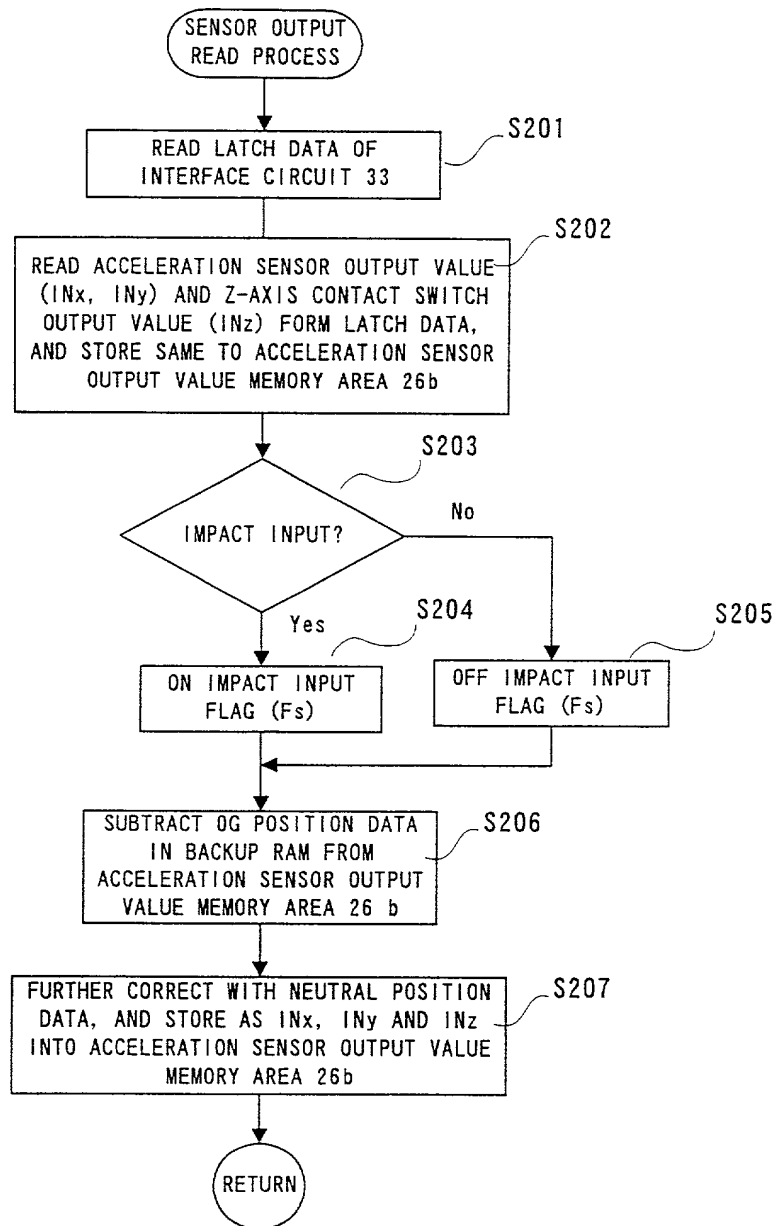 SENSOR OUTPUT
READ PROCESS
S201
READ LATCH DATA OF
INTERFACE CIRCUIT 33
S202
READ ACCELERATION SENSOR OUTPUT VALUE
(INx, INy) AND Z-AXIS CONTACT SWITCH
OUTPUT VALUE (INz) FORM LATCH DATA,
AND STORE SAME TO ACCELERATION SENSOR
OUTPUT VALUE MEMORY AREA 26b
S203
IMPACT INPUT?
No
Yes
S204
ON IMPACT INPUT
FLAG (Fs)
S205
OFF IMPACT INPUT
FLAG (Fs)
SUBTRACT OG POSITION DATA
IN BACKUP RAM FROM
ACCELERATION SENSOR OUTPUT
VALUE MEMORY AREA 26 b
S206
FURTHER CORRECT WITH NEUTRAL POSITION
DATA, AND STORE AS INx, INy AND INz
INTO ACCELERATION SENSOR OUTPUT VALUE
MEMORY AREA 26b
S207
RETURN